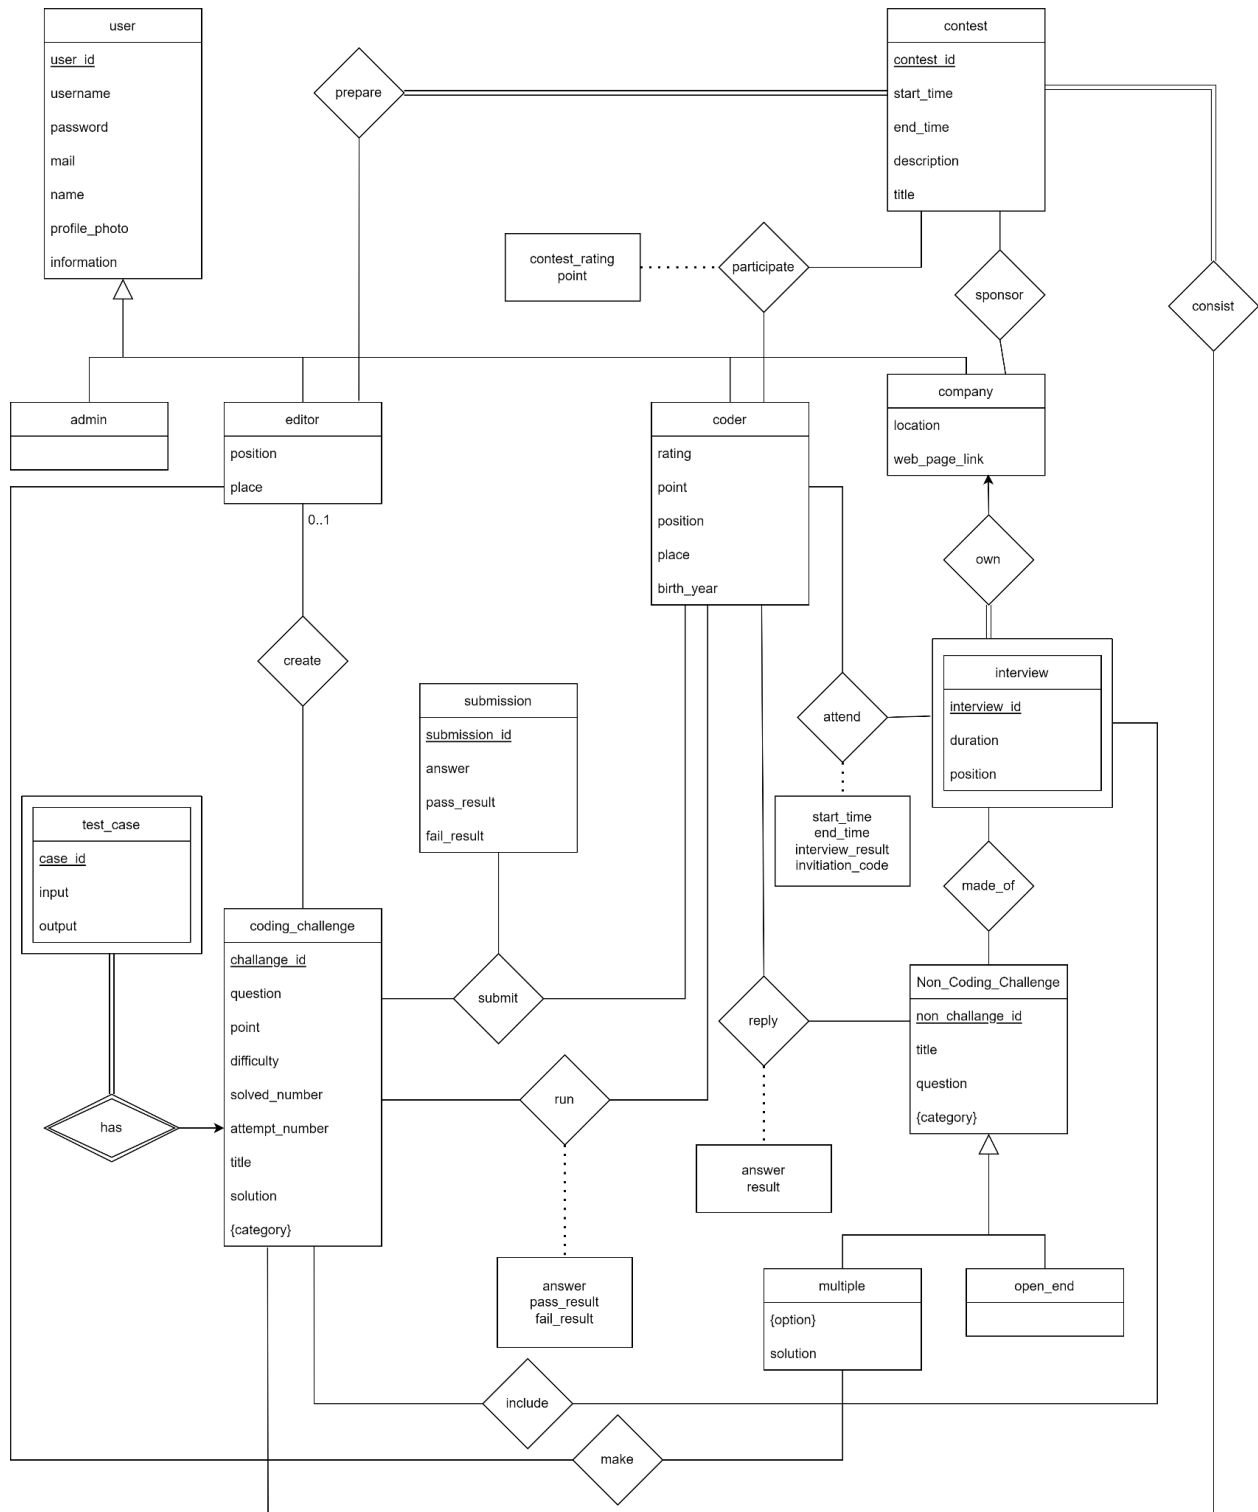 user
user_id
username
password
mail
name
profile_photo
information
contest
contest_id
start_time
end_time
description
title
prepare
contest_rating
point
participate
sponsor
consist
admin
editor
position
place
0..1
coder
rating
point
position
place
birth_year
company
location
web_page_link
own
create
interview
interview_id
duration
position
attend
start_time
end_time
interview_result
invitiation_code
submission
submission_id
answer
pass_result
fail_result
test_case
case_id
input
output
made_of
coding_challenge
challange_id
question
point
difficulty
solved_number
attempt_number
title
solution
{category}
submit
reply
Non_Coding_Challenge
non_challange_id
title
question
{category}
has
run
answer
result
answer
pass_result
fail_result
multiple
{option}
solution
open_end
include
make